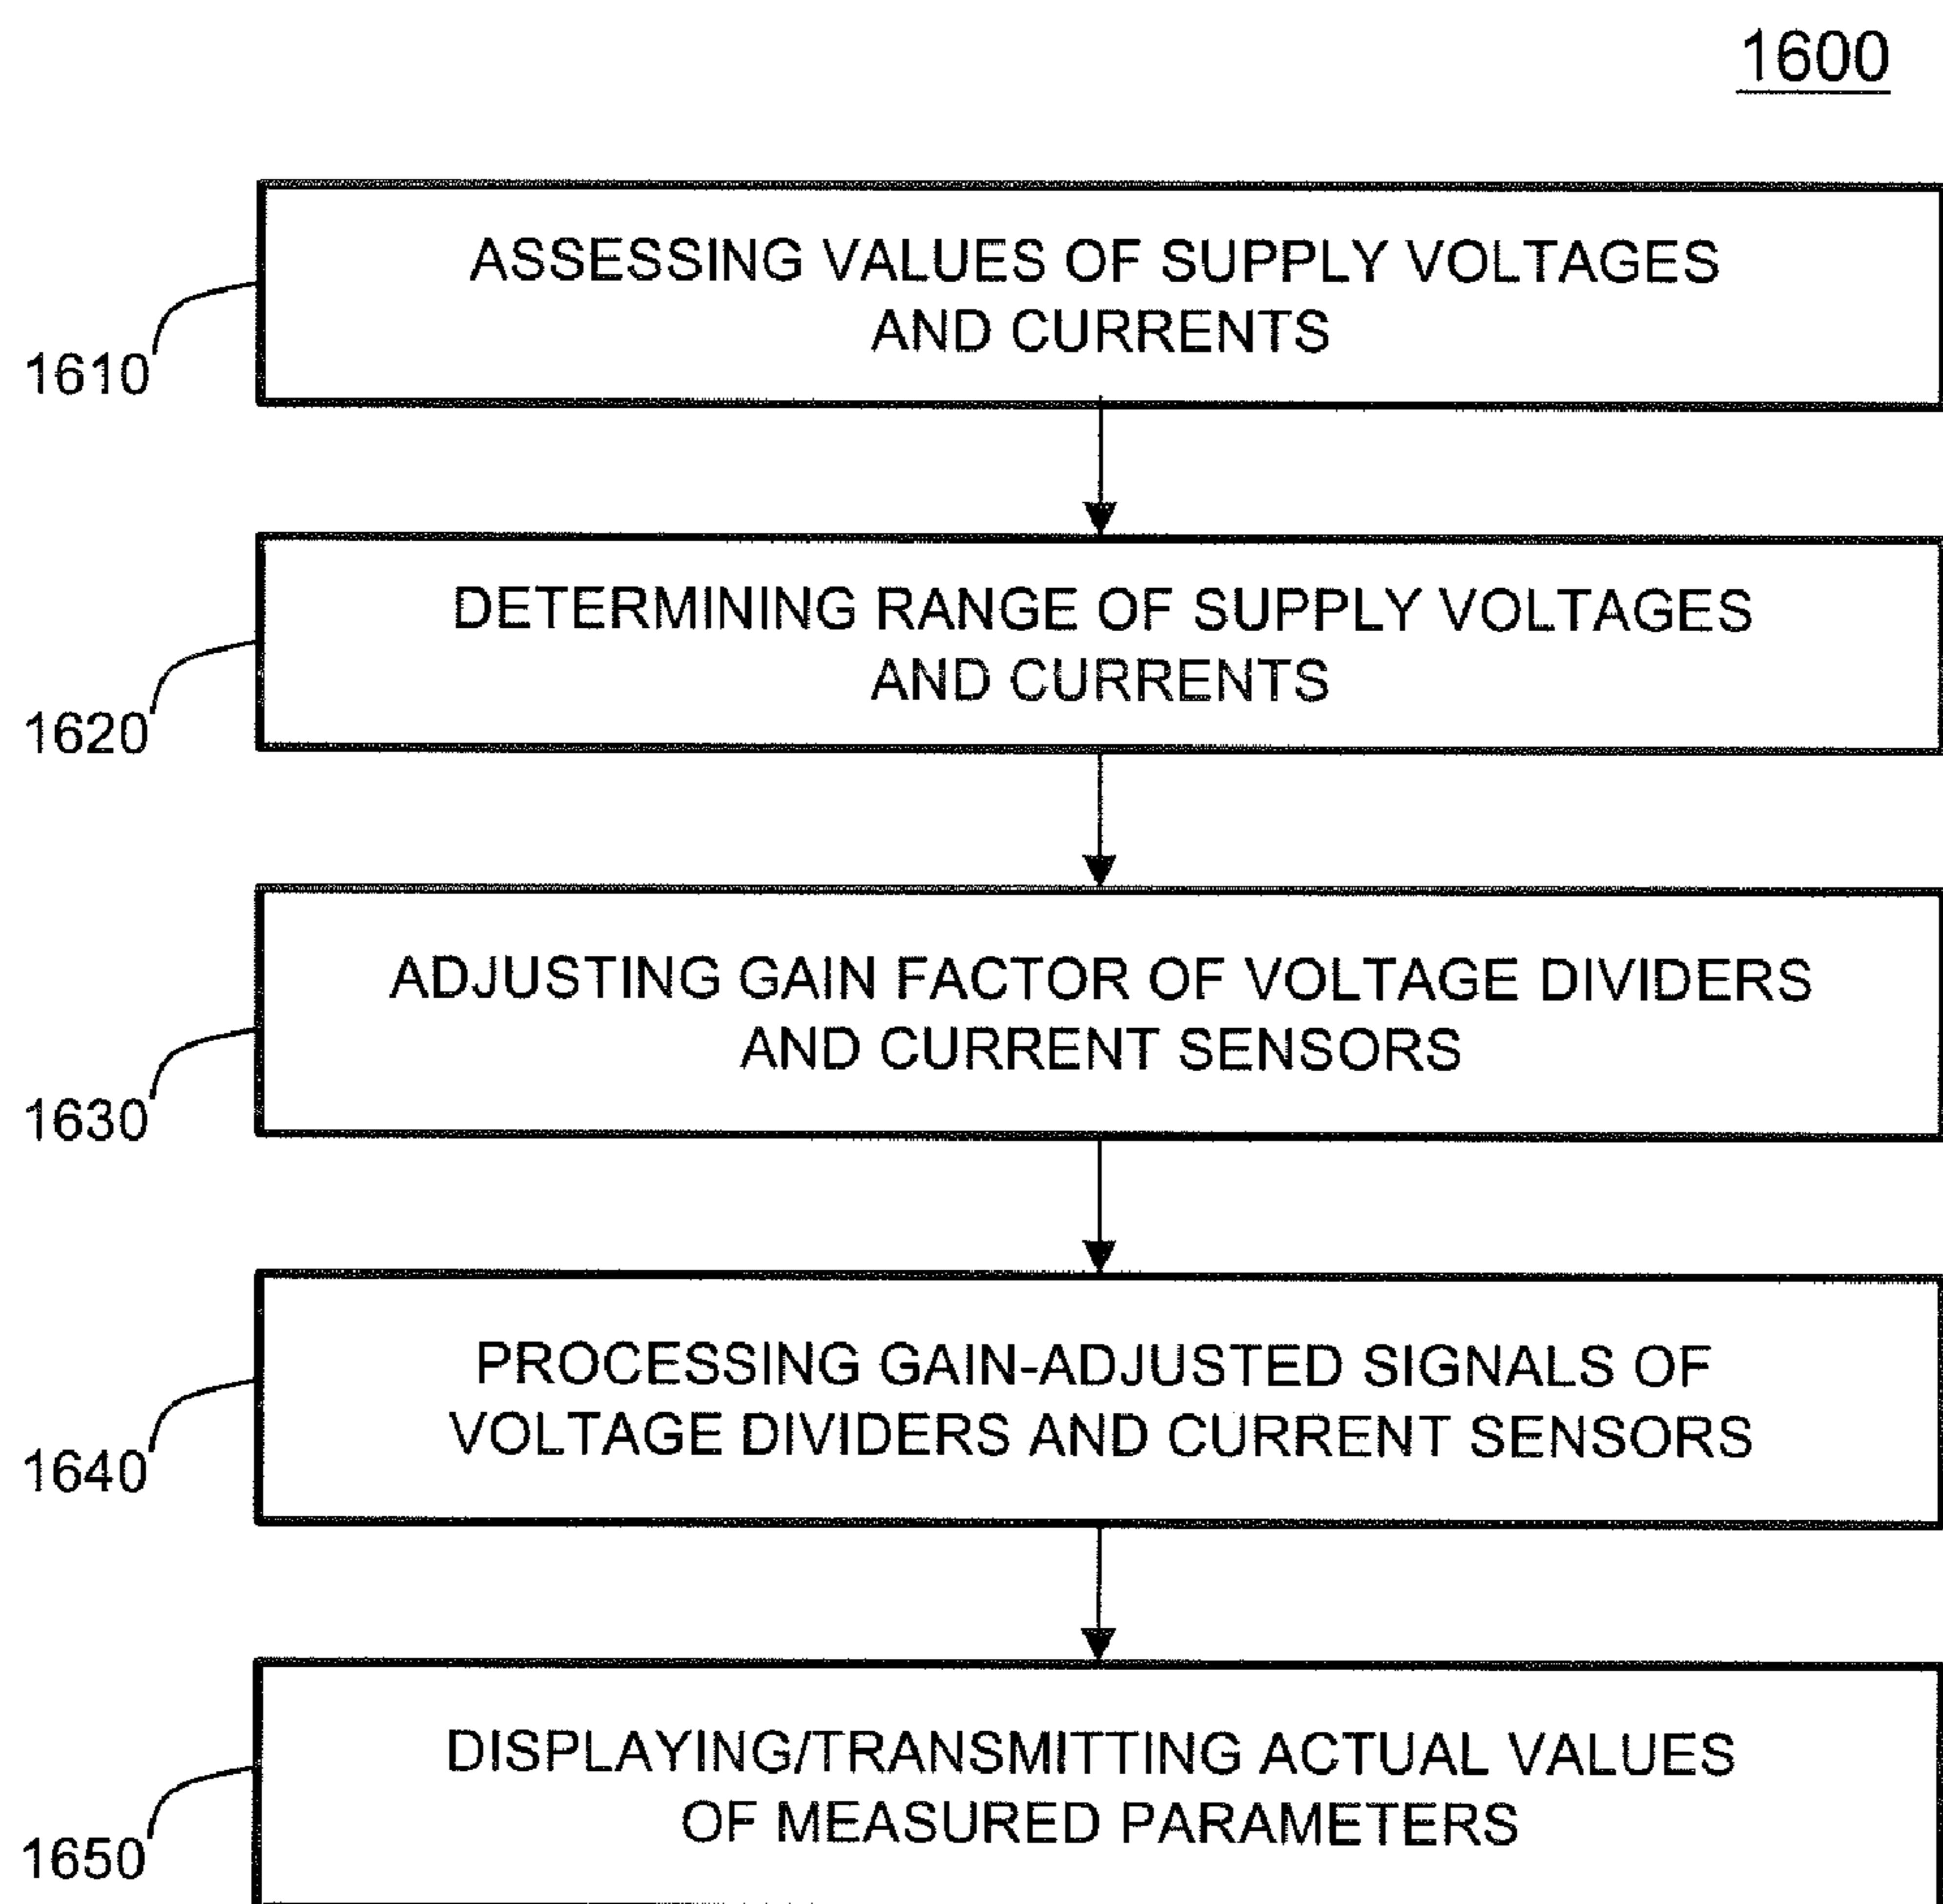 1600
ASSESSING VALUES OF SUPPLY VOLTAGES
AND CURRENTS
1610
DETERMINING RANGE OF SUPPLY VOLTAGES
AND CURRENTS
1620
ADJUSTING GAIN FACTOR OF VOLTAGE DIVIDERS
AND CURRENT SENSORS
1630
PROCESSING GAIN-ADJUSTED SIGNALS OF
VOLTAGE DIVIDERS AND CURRENT SENSORS
1640
DISPLAYING/TRANSMITTING ACTUAL VALUES
OF MEASURED PARAMETERS
1650